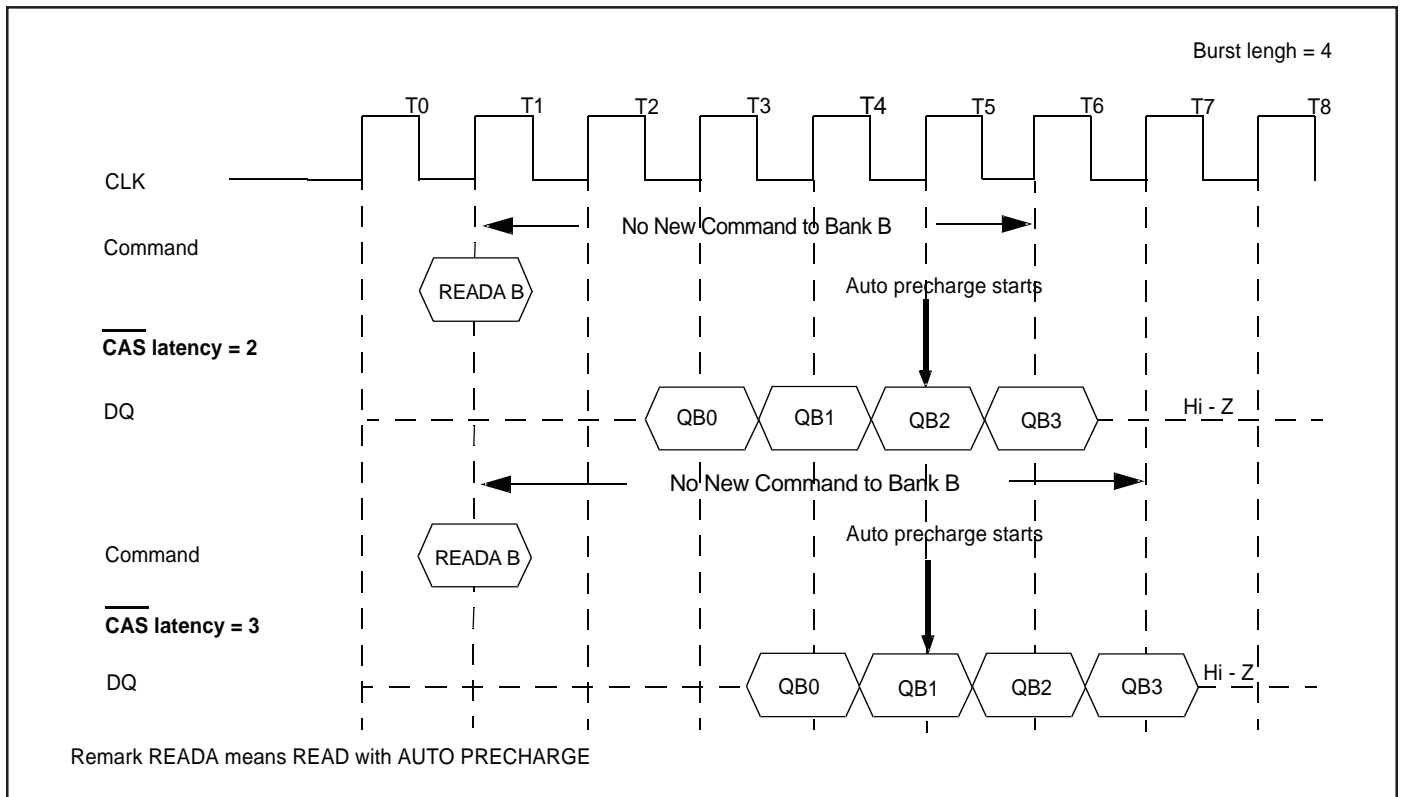 Burst lengh = 4
T0 T1 T2 T3 T4 T5 T6 T7 T8
CLK
No New Command to Bank B
Command
READA B
Auto precharge starts
CAS latency = 2
DQ
QB0 QB1 QB2 QB3
Hi - Z
No New Command to Bank B
Auto precharge starts
Command
READA B
CAS latency = 3
DQ
QB0 QB1 QB2 QB3
Hi - Z
Remark READA means READ with AUTO PRECHARGE